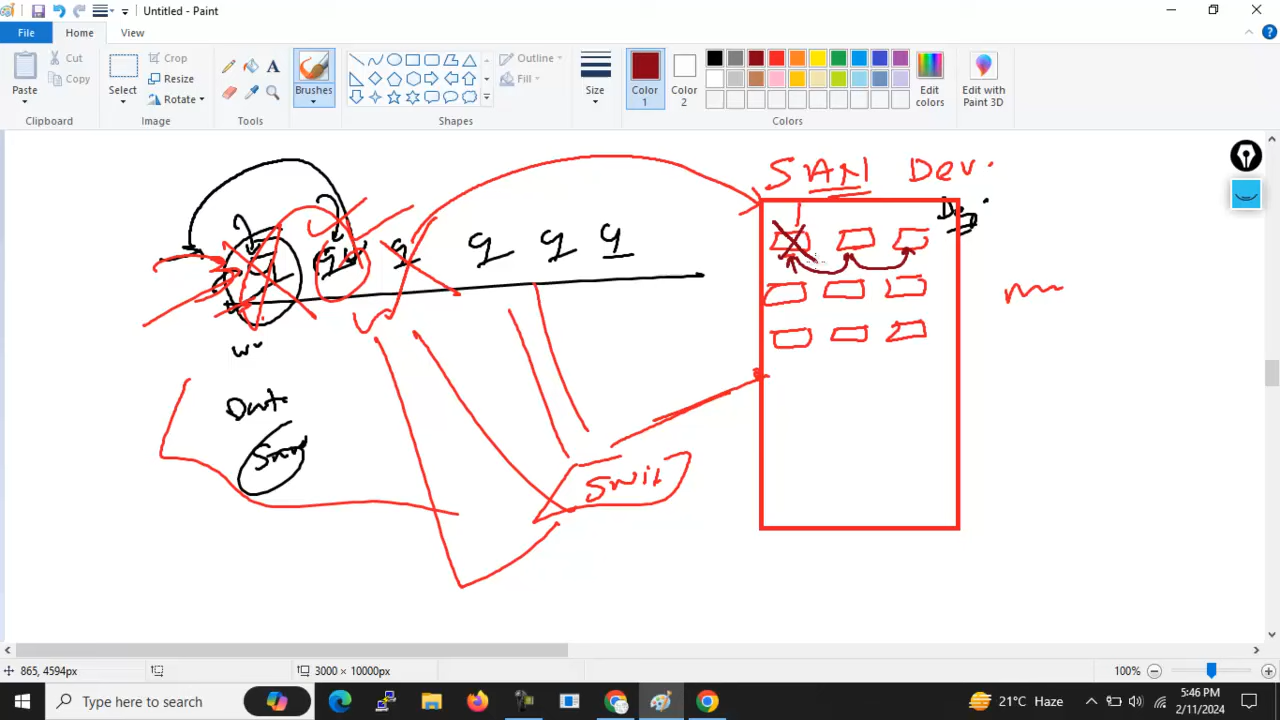 Untitled - Paint
File Home View
Paste Cut Copy Clipboard
Select Crop Resize Rotate Image
Tools
Brushes
Outline Fill Shapes
Size
Color 1 Color 2 Edit colors Edit with Paint 3D Colors
SAN Dev.
q q q q
Swit
865, 4594px 3000 × 10000px 100%
Type here to search 21°C Haze 5:46 PM
2/11/2024